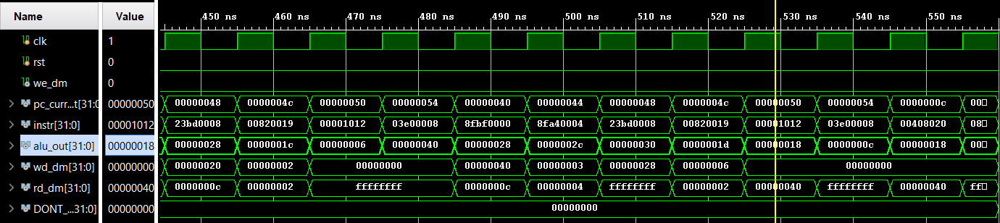 Name Value 450 ns 460 ns 470 ns 480 ns 490 ns 500 ns 510 ns 520 ns 530 ns 540 ns 550 ns
clk 1
rst 0
we_dm 0
pc_curr...t[31:0 00000050 00000048 0000004c 00000050 00000054 00000040 00000044 00000048 0000004c 00000050 00000054 0000000c 00
instr[31:0] 00001012 23bd0008 00820019 00001012 03e00008 8fbf0000 8fa40004 23bd0008 00820019 00001012 03e00008 00408020 08
alu_out[31:0] 00000018 00000028 0000001c 00000006 00000040 00000028 0000002c 00000030 0000001d 00000018 0000000c 00000018 00
wd_dm[31:0] 00000000 00000020 00000002 00000000 00000040 00000003 00000028 00000006 00000000
rd_dm[31:0] 00000040 0000000c 00000002 ffffffff 0000000c 00000004 ffffffff 00000002 00000040 ffffffff 00000040 ff
DONT_...31:0] 00000000 00000000